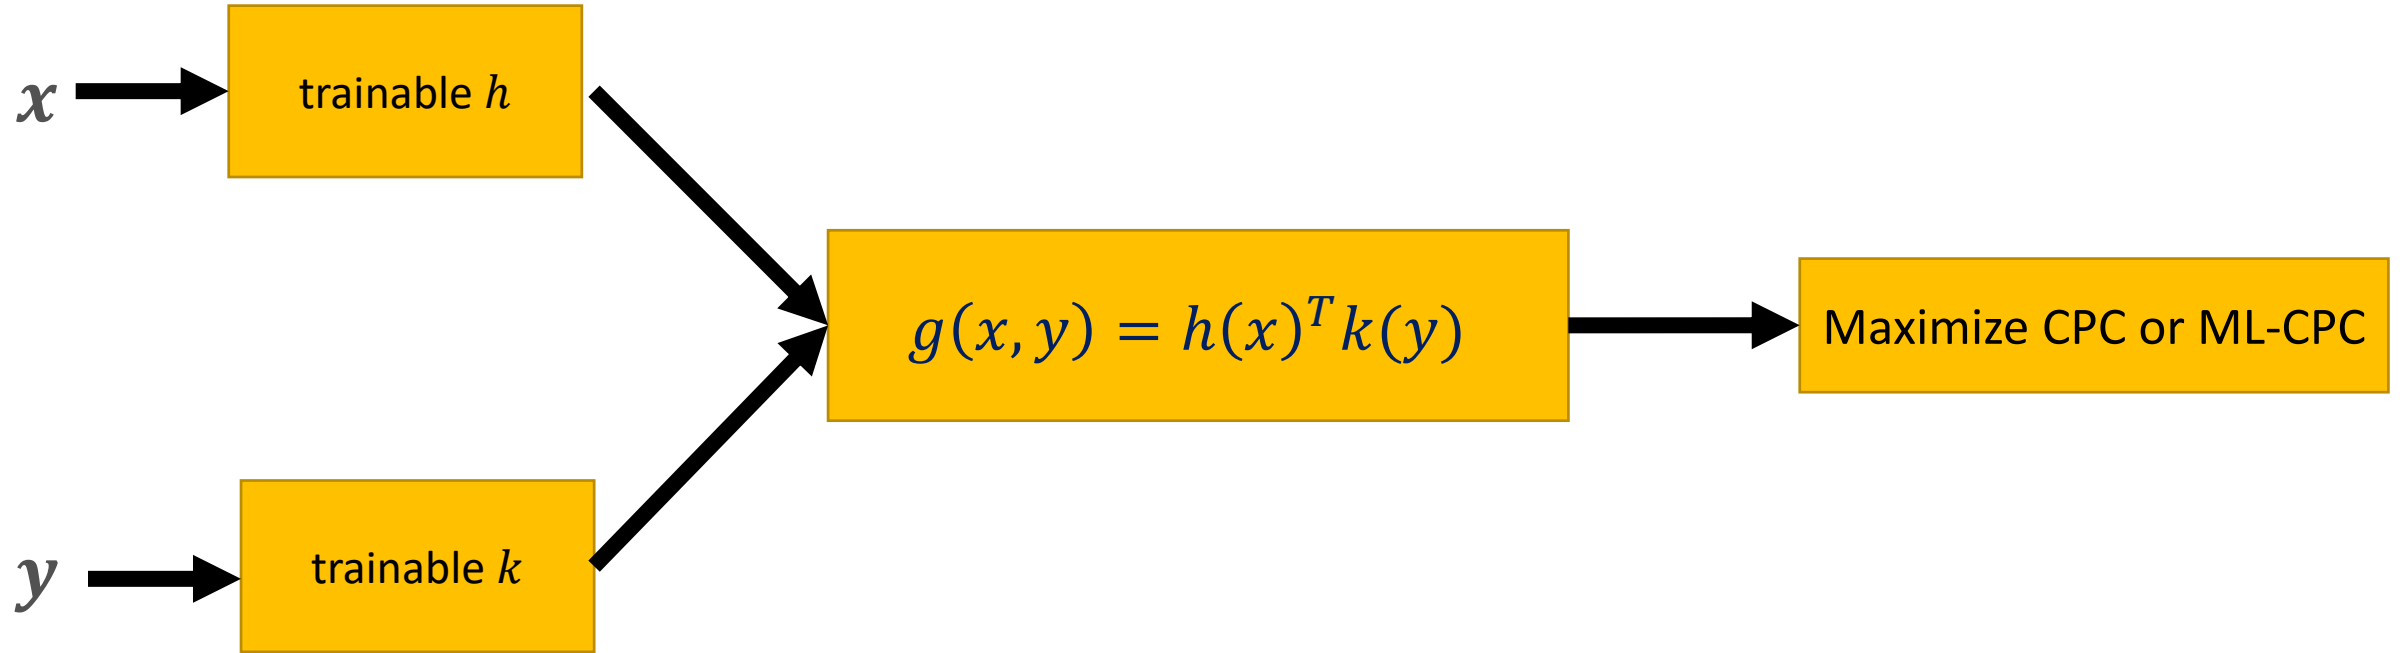 x
trainable h
g(x, y) = h(x)^T k(y)
Maximize CPC or ML-CPC
y
trainable k